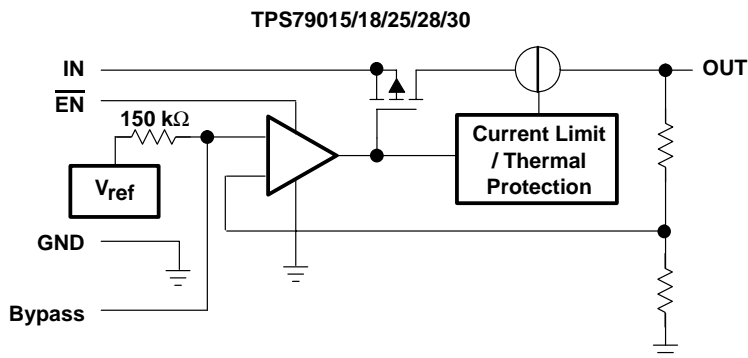 TPS79015/18/25/28/30
IN
OUT
EN
150 kΩ
Vref
Current Limit
/ Thermal
Protection
GND
Bypass